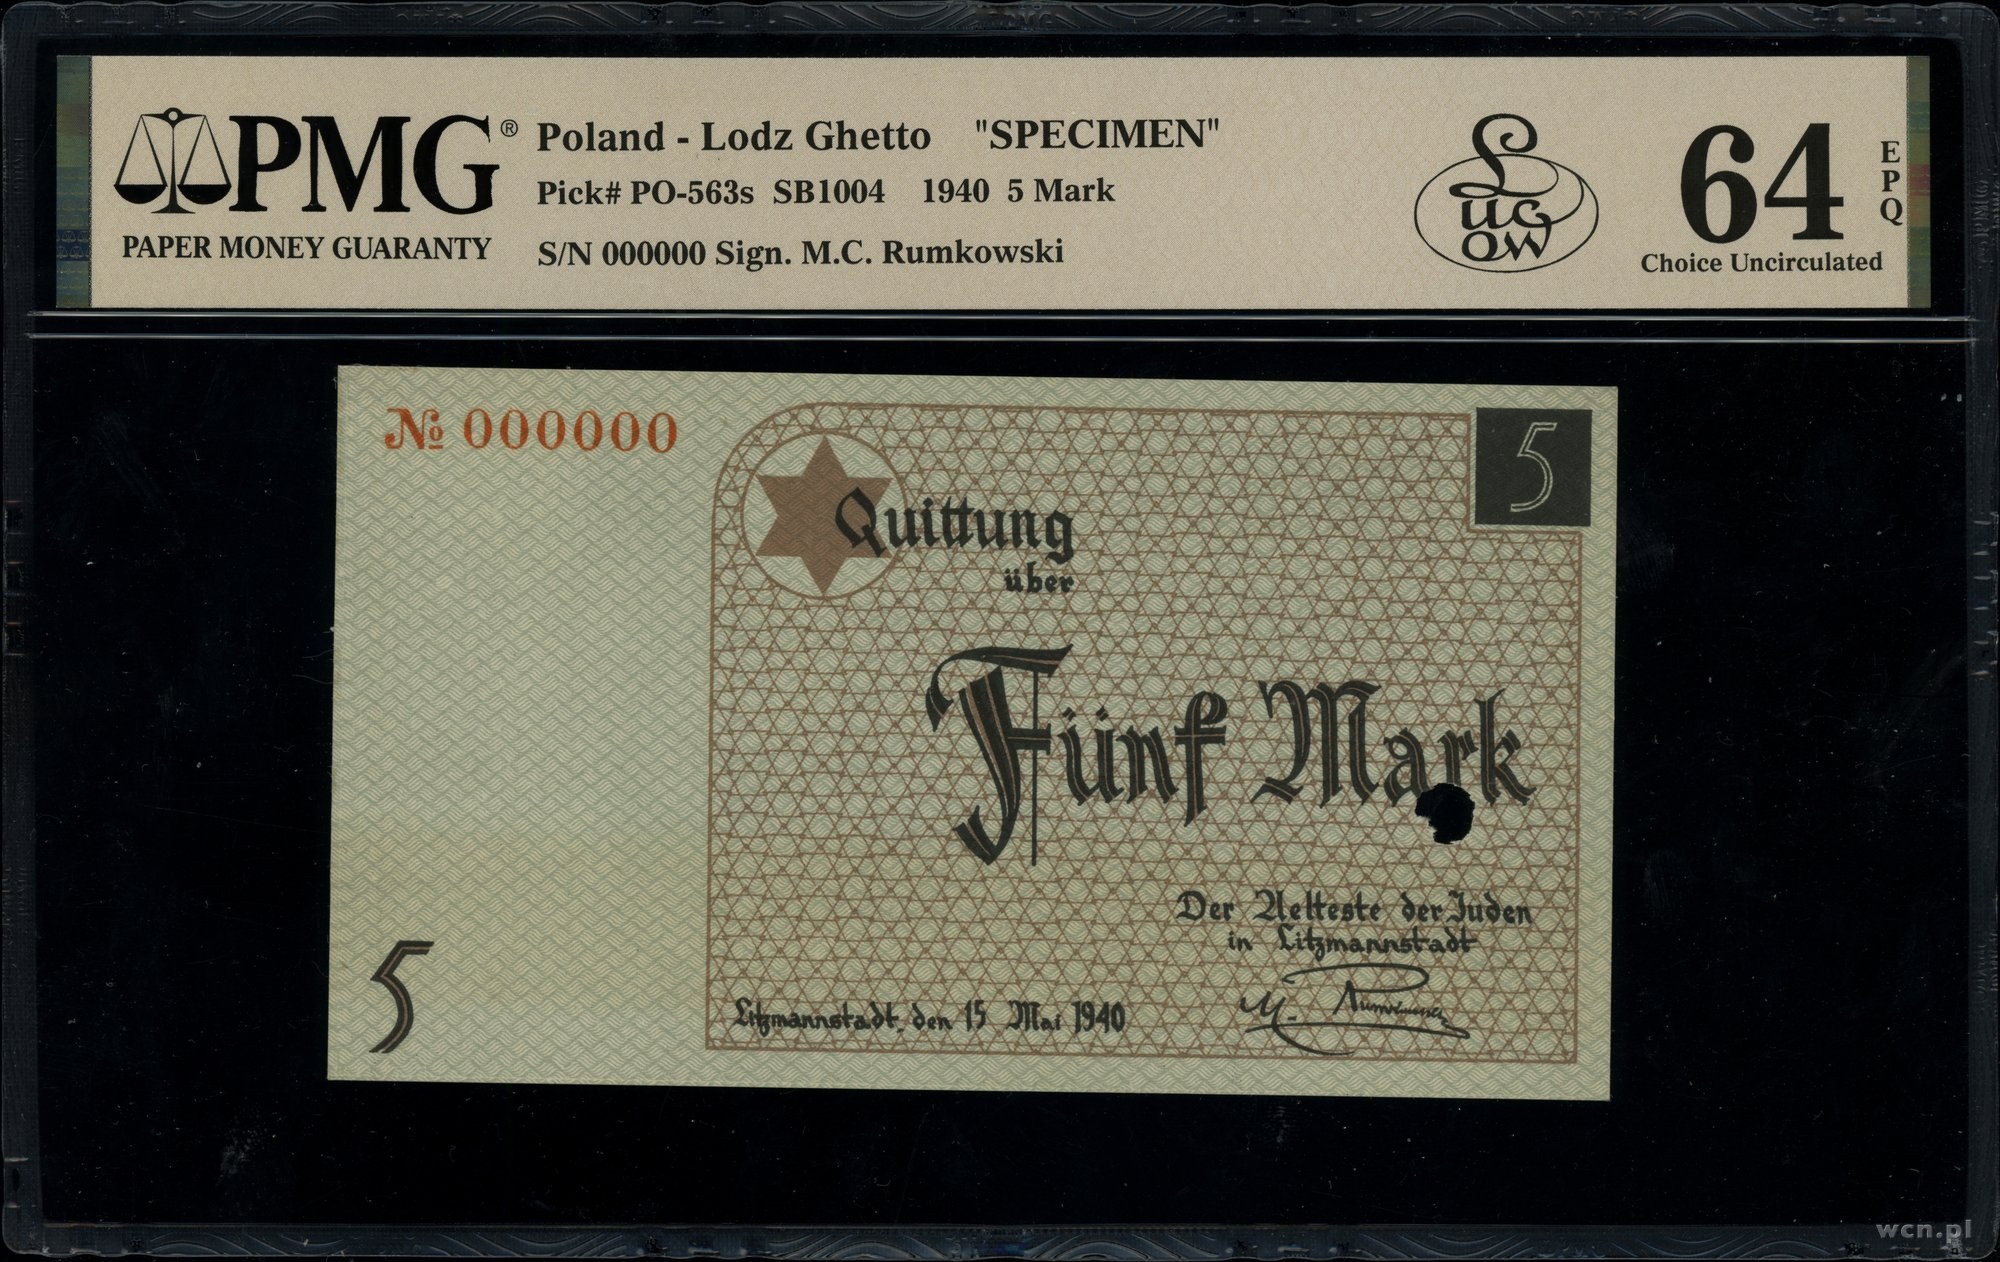 PMG®
PAPER MONEY GUARANTY
Poland - Lodz Ghetto "SPECIMEN"
Pick# PO-563s SB1004 1940 5 Mark
S/N 000000 Sign. M.C. Rumkowski
Lucow
64
EPQ
Choice Uncirculated
№ 000000
5
Quittung
über
Fünf Mark
Der Aelteste der Juden
in Litzmannstadt
M. Rumkowski
Litzmannstadt, den 15 Mai 1940
5
wcn.pl